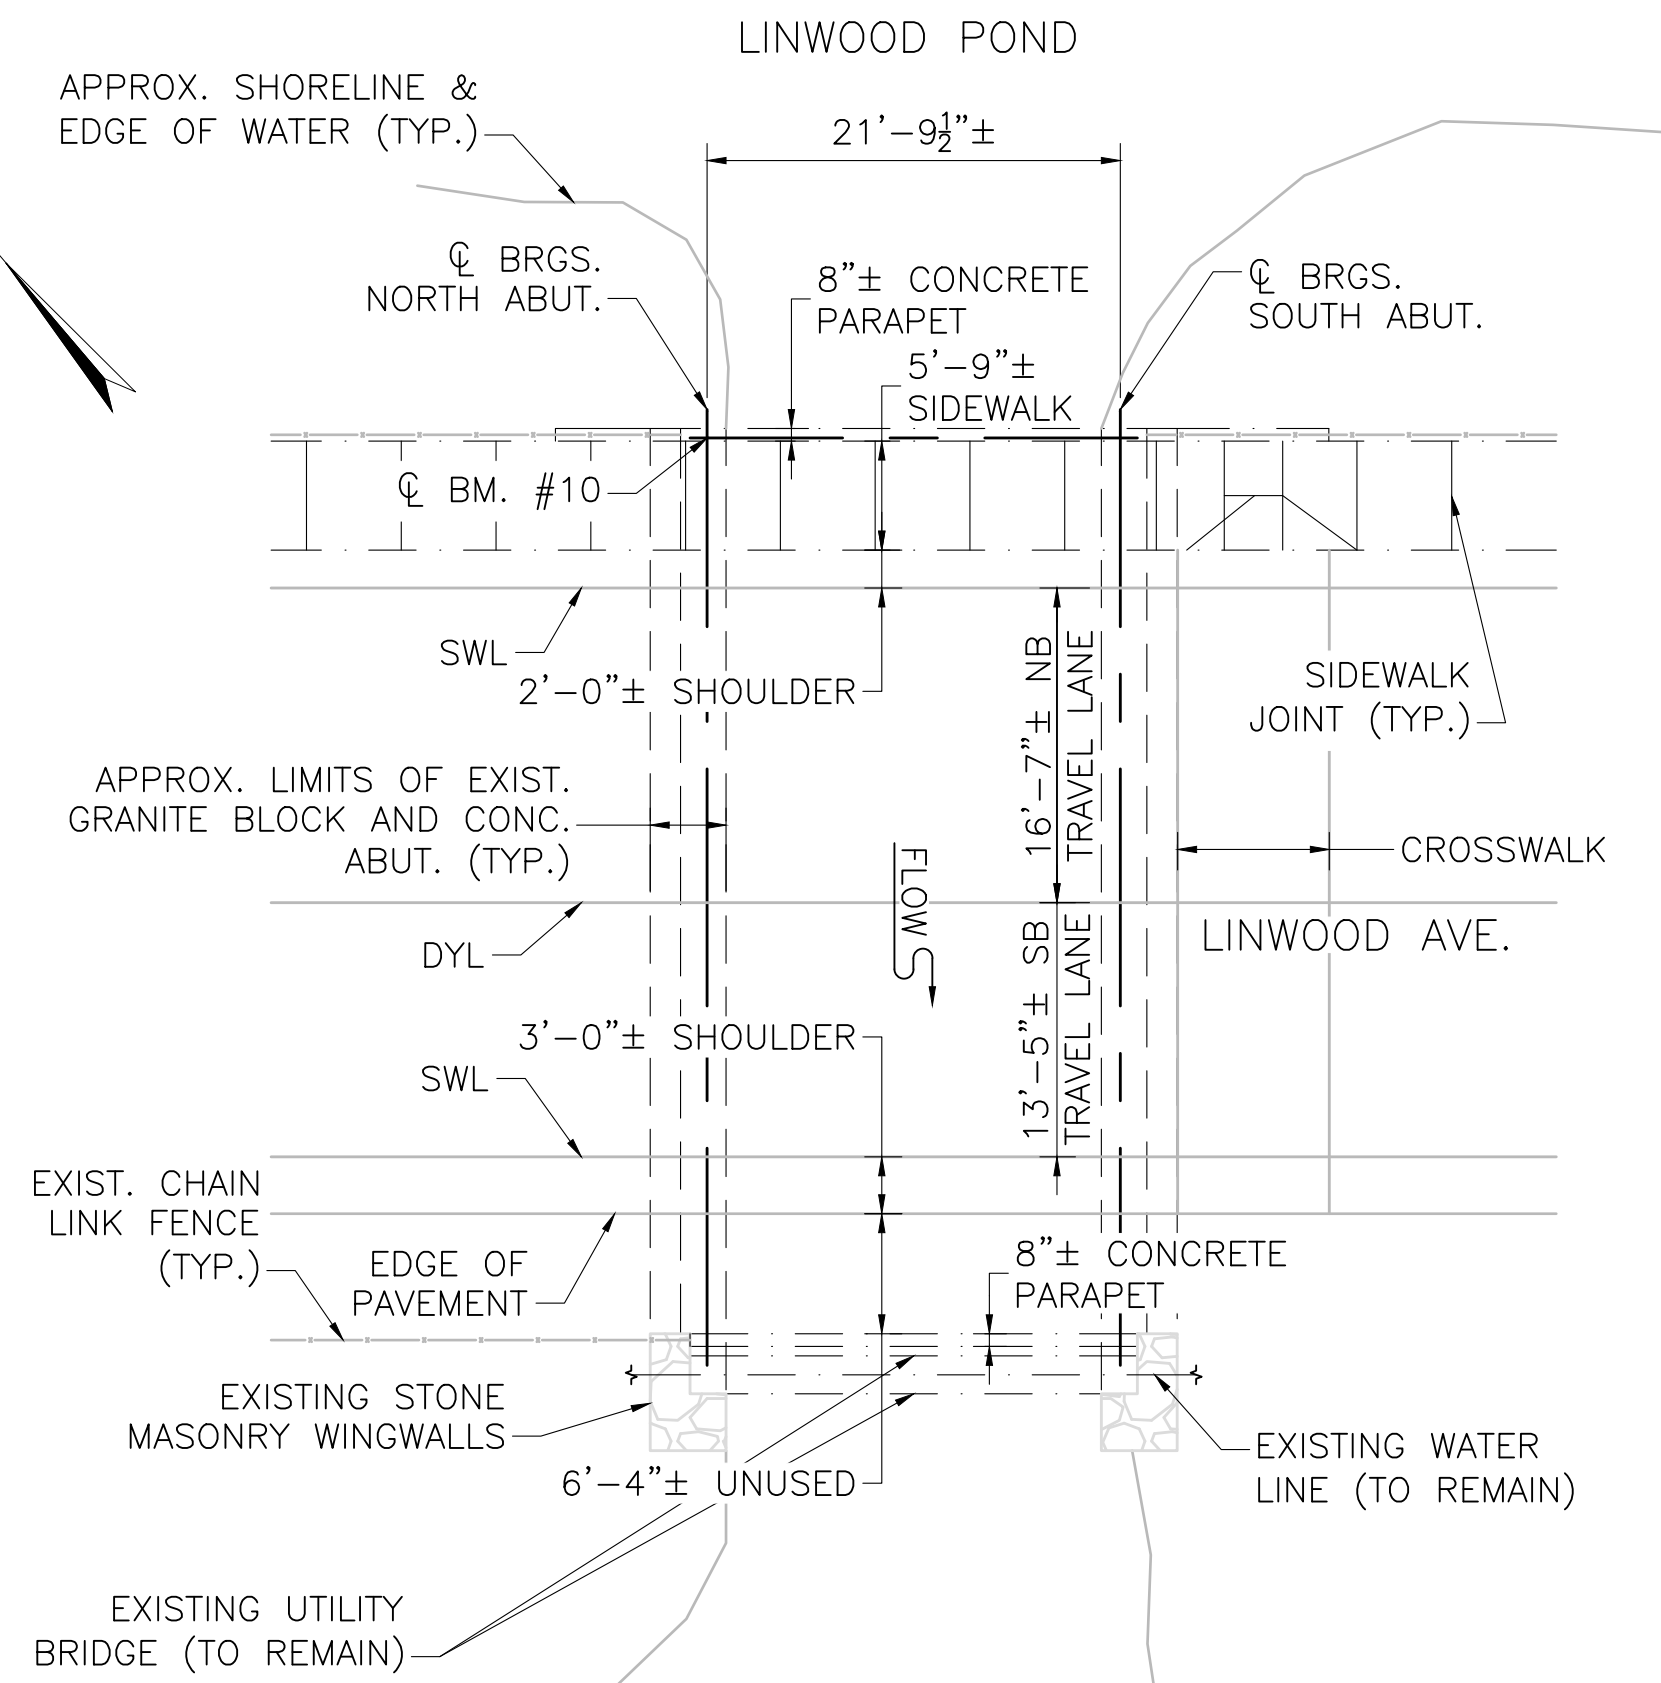 LINWOOD POND
APPROX. SHORELINE &
EDGE OF WATER (TYP.)
21'-9½"±
℄ BRGS.
NORTH ABUT.
8"± CONCRETE
PARAPET
℄ BRGS.
SOUTH ABUT.
5'-9"±
SIDEWALK
℄ BM. #10
SWL
2'-0"± SHOULDER
16'-7"± NB
TRAVEL LANE
SIDEWALK
JOINT (TYP.)
APPROX. LIMITS OF EXIST.
GRANITE BLOCK AND CONC.
ABUT. (TYP.)
FLOW
CROSSWALK
DYL
LINWOOD AVE.
13'-5"± SB
TRAVEL LANE
3'-0"± SHOULDER
SWL
EXIST. CHAIN
LINK FENCE
(TYP.)
EDGE OF
PAVEMENT
8"± CONCRETE
PARAPET
EXISTING STONE
MASONRY WINGWALLS
6'-4"± UNUSED
EXISTING WATER
LINE (TO REMAIN)
EXISTING UTILITY
BRIDGE (TO REMAIN)